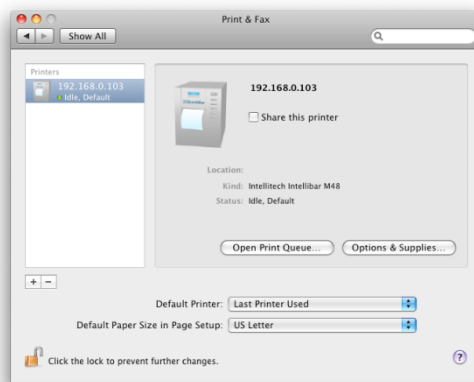 Print & Fax
Show All
Printers
192.168.0.103
Idle, Default
192.168.0.103
Share this printer
Location:
Kind: Intellitech Intellibar M48
Status: Idle, Default
Open Print Queue...
Options & Supplies...
+ −
Default Printer: Last Printer Used
Default Paper Size in Page Setup: US Letter
Click the lock to prevent further changes.
?